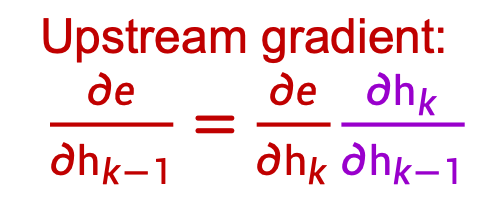 Upstream gradient:
∂e/∂h_{k−1} = ∂e/∂h_k ∂h_k/∂h_{k−1}